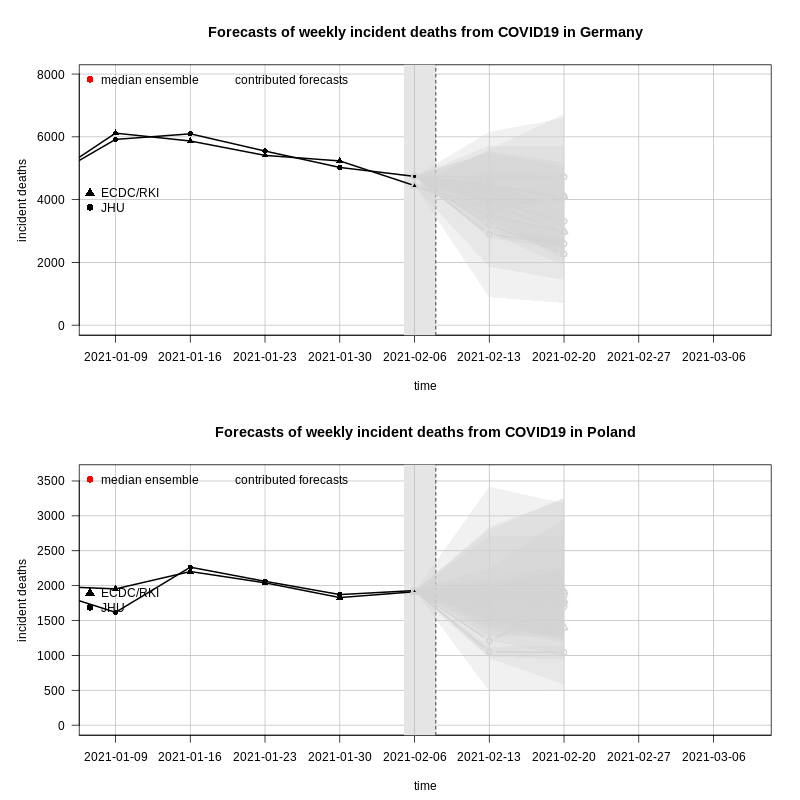 Forecasts of weekly incident deaths from COVID19 in Germany
median ensemble contributed forecasts
8000
6000
4000
2000
0
incident deaths
ECDC/RKI
JHU
2021-01-09 2021-01-16 2021-01-23 2021-01-30 2021-02-06 2021-02-13 2021-02-20 2021-02-27 2021-03-06
time
Forecasts of weekly incident deaths from COVID19 in Poland
median ensemble contributed forecasts
3500
3000
2500
2000
1500
1000
500
0
incident deaths
ECDC/RKI
JHU
2021-01-09 2021-01-16 2021-01-23 2021-01-30 2021-02-06 2021-02-13 2021-02-20 2021-02-27 2021-03-06
time